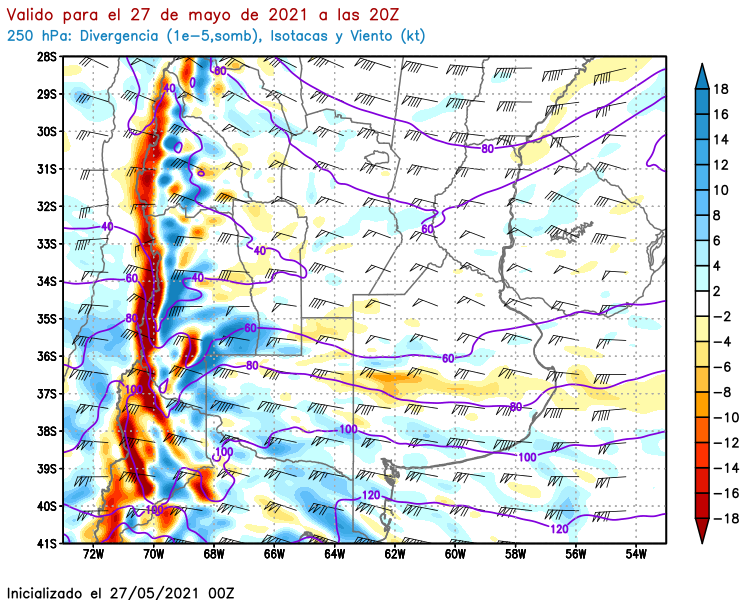 Valido para el 27 de mayo de 2021 a las 20Z
250 hPa: Divergencia (1e-5,somb), Isotacas y Viento (kt)
28S
29S
30S
31S
32S
33S
34S
35S
36S
37S
38S
39S
40S
41S
72W 70W 68W 66W 64W 62W 60W 58W 56W 54W
18
16
14
12
10
8
6
4
2
-2
-4
-6
-8
-10
-12
-14
-16
-18
60
40
0
80
0
60
40
40
60
40
80
60
60
80
100
80
100
100
100
120
100
120
Inicializado el 27/05/2021 00Z